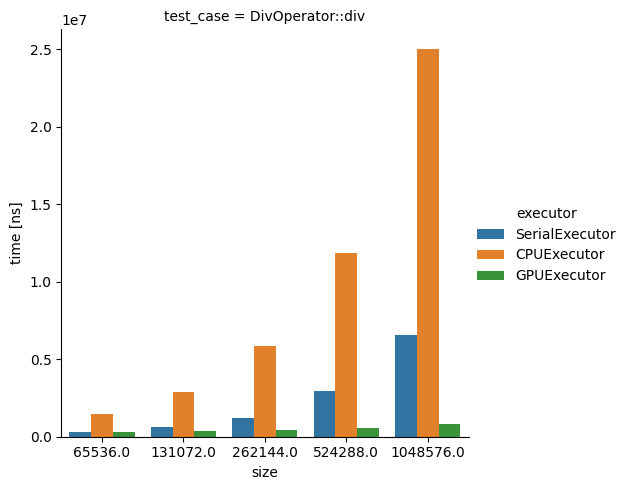 test_case = DivOperator::div
1e7
2.5
2.0
1.5
1.0
0.5
0.0
time [ns]
65536.0 131072.0 262144.0 524288.0 1048576.0
size
executor
SerialExecutor
CPUExecutor
GPUExecutor